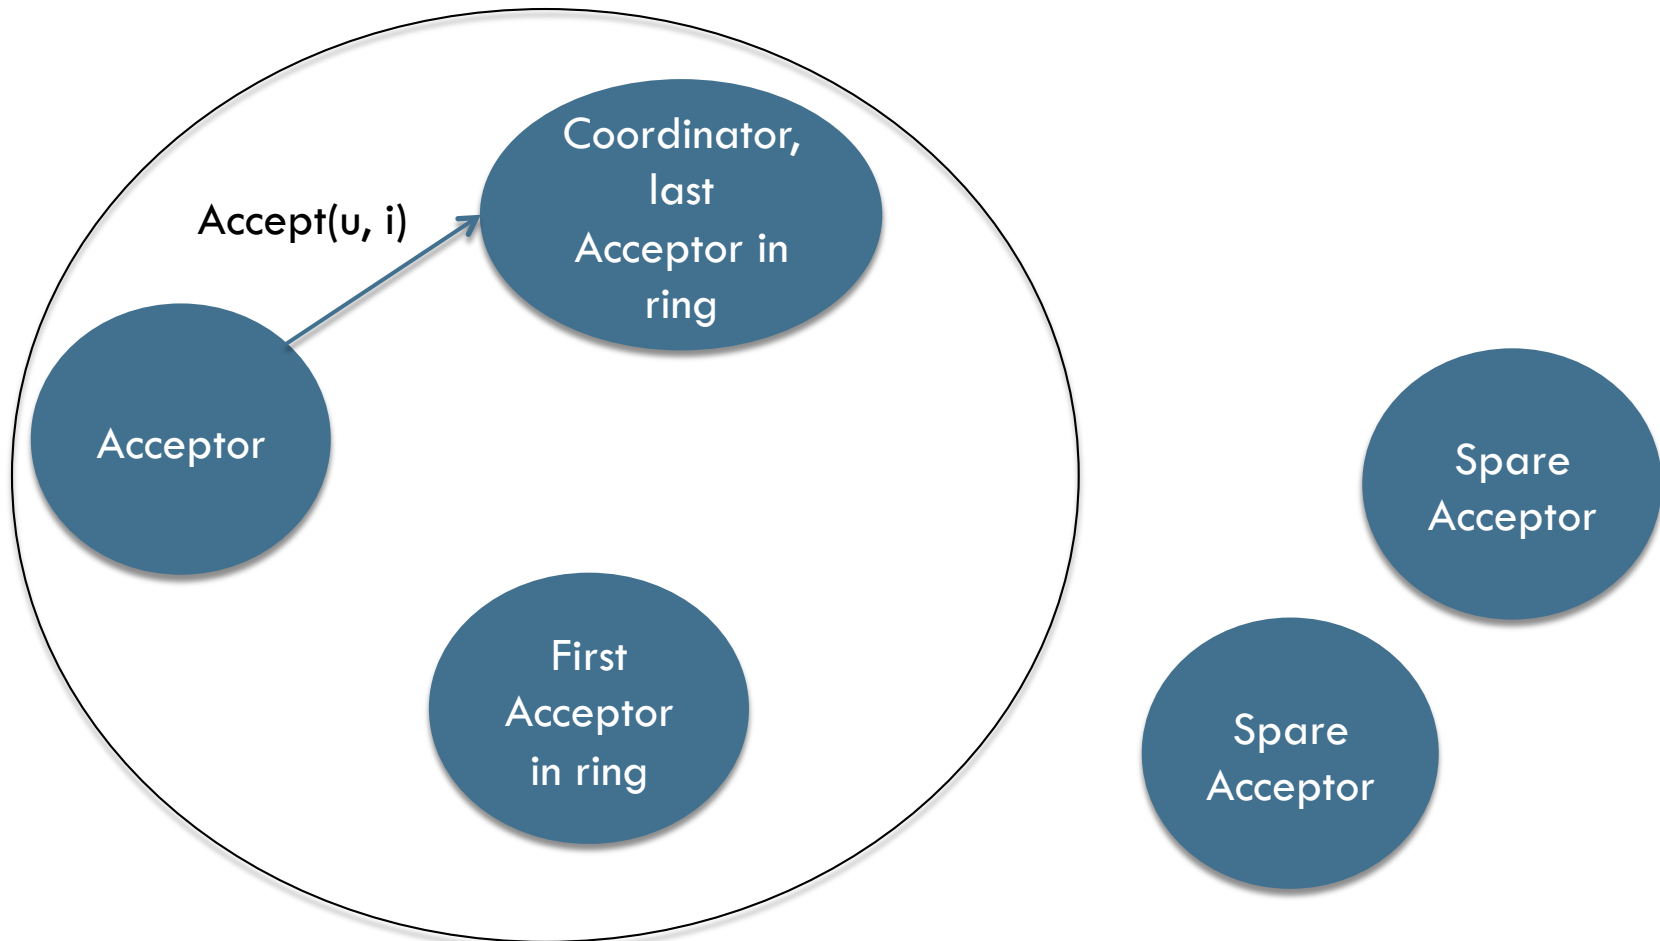 Coordinator,
last
Acceptor in
ring
Accept(u, i)
Acceptor
First
Acceptor
in ring
Spare
Acceptor
Spare
Acceptor